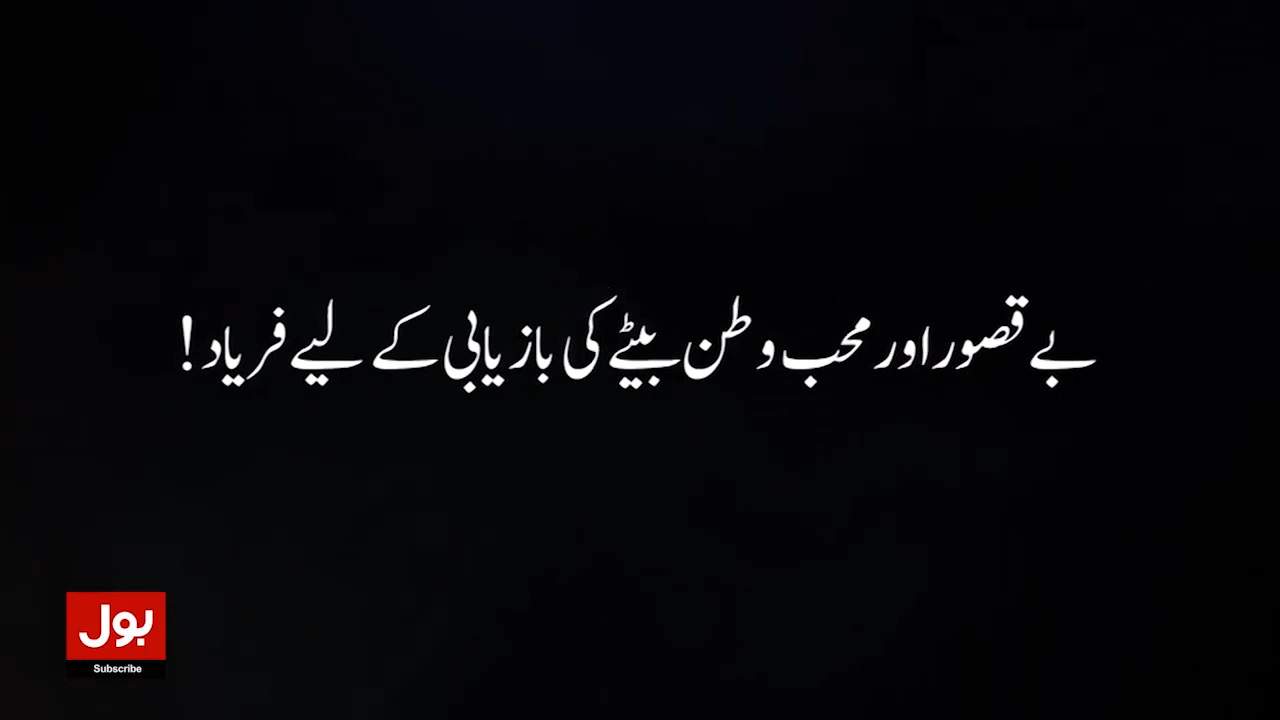 بے قصور اور محب وطن بیٹے کی بازیابی کے لیے فریاد!
بول
Subscribe